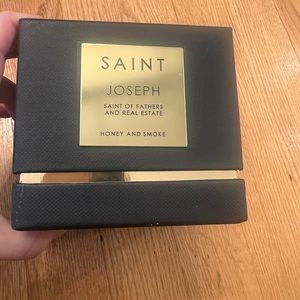 SAINT
JOSEPH
SAINT OF FATHERS
AND REAL ESTATE
HONEY AND SMOKE